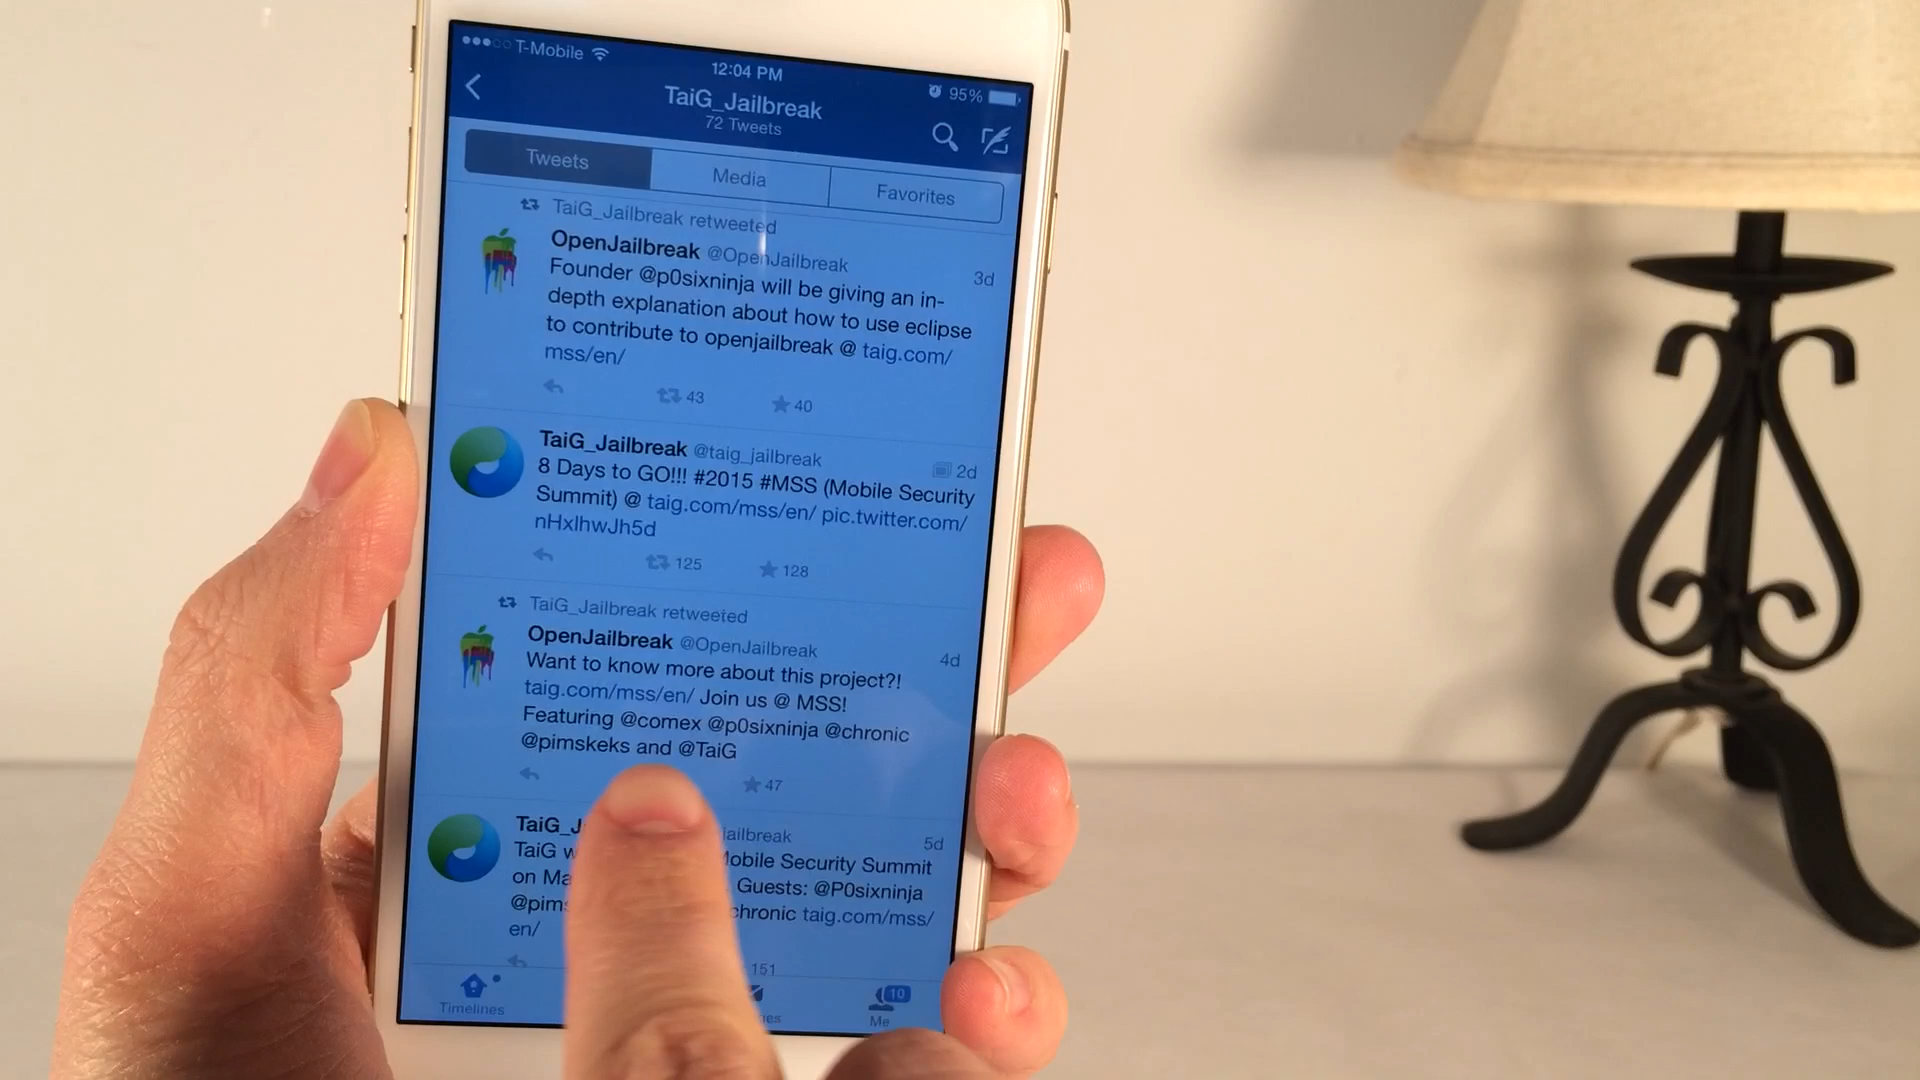 T-Mobile
12:04 PM
95%
TaiG_Jailbreak
72 Tweets
Tweets
Media
Favorites
TaiG_Jailbreak retweeted
OpenJailbreak @OpenJailbreak 3d
Founder @p0sixninja will be giving an in-
depth explanation about how to use eclipse
to contribute to openjailbreak @ taig.com/
mss/en/
43
40
TaiG_Jailbreak @taig_jailbreak 2d
8 Days to GO!!! #2015 #MSS (Mobile Security
Summit) @ taig.com/mss/en/ pic.twitter.com/
nHxIhwJh5d
125
128
TaiG_Jailbreak retweeted
OpenJailbreak @OpenJailbreak 4d
Want to know more about this project?!
taig.com/mss/en/ Join us @ MSS!
Featuring @comex @p0sixninja @chronic
@pimskeks and @TaiG
47
TaiG_J ailbreak 5d
TaiG w Mobile Security Summit
on Ma . Guests: @P0sixninja
@pims chronic taig.com/mss/
en/
151
Timelines
10
Me